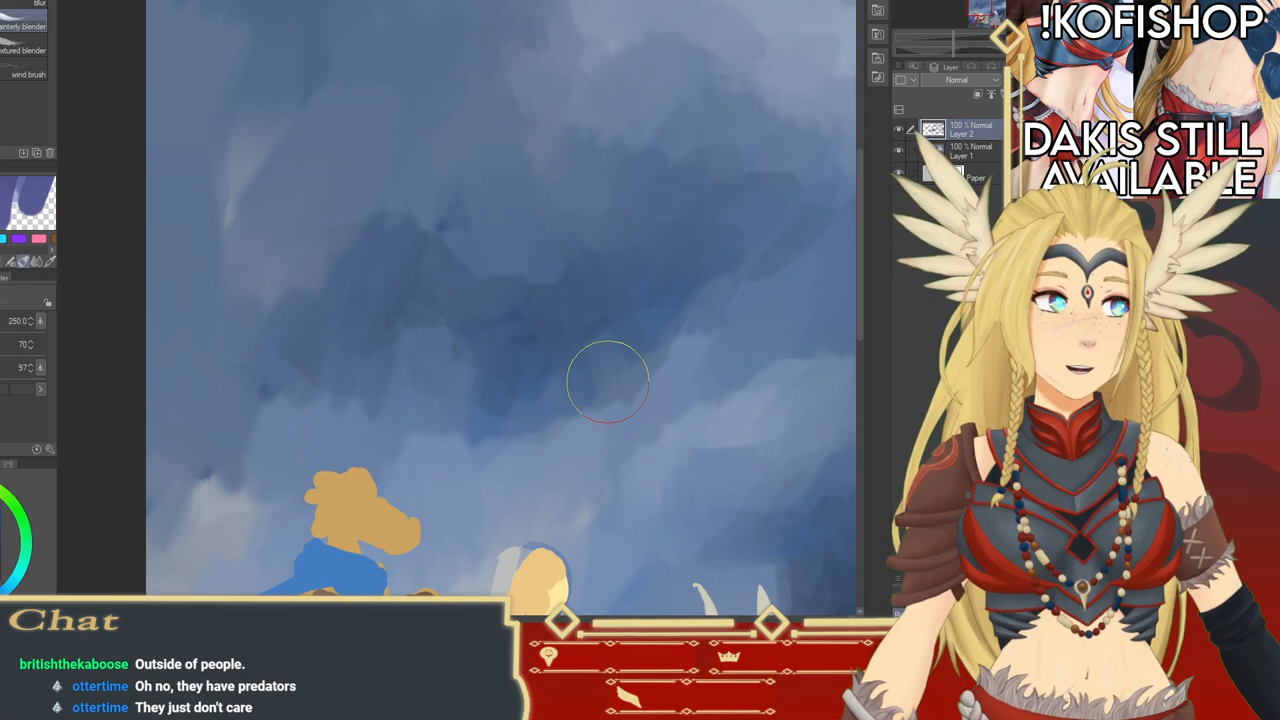 Blur
ainterly blender
xtured blender
wind brush
250.0
70
97
Layer
Normal
100 % Normal
Layer 2
100 % Normal
Layer 1
Paper
!KOFISHOP
DAKIS STILL
AVAILABLE
Chat
britishthekaboose Outside of people.
ottertime Oh no, they have predators
ottertime They just don't care